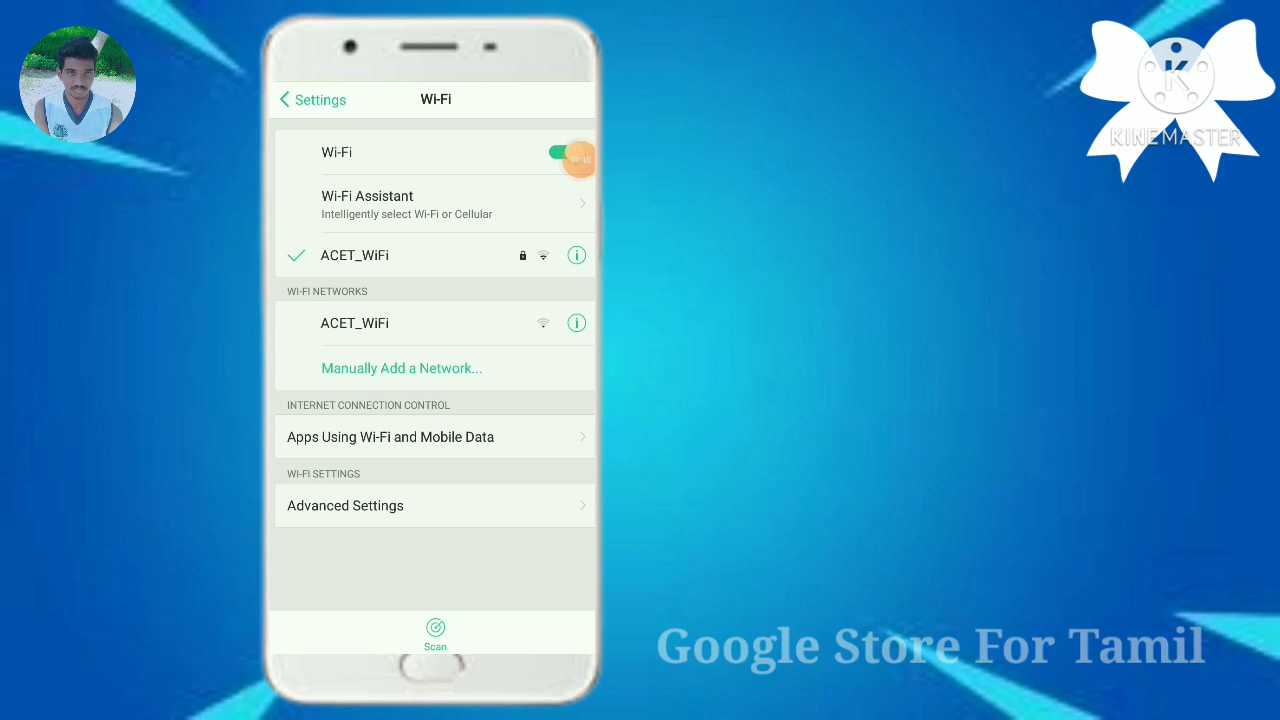 Settings
Wi-Fi
Wi-Fi
Wi-Fi Assistant
Intelligently select Wi-Fi or Cellular
ACET_WiFi
WI-FI NETWORKS
ACET_WiFi
Manually Add a Network...
INTERNET CONNECTION CONTROL
Apps Using Wi-Fi and Mobile Data
WI-FI SETTINGS
Advanced Settings
Scan
K
KINEMASTER
Google Store For Tamil